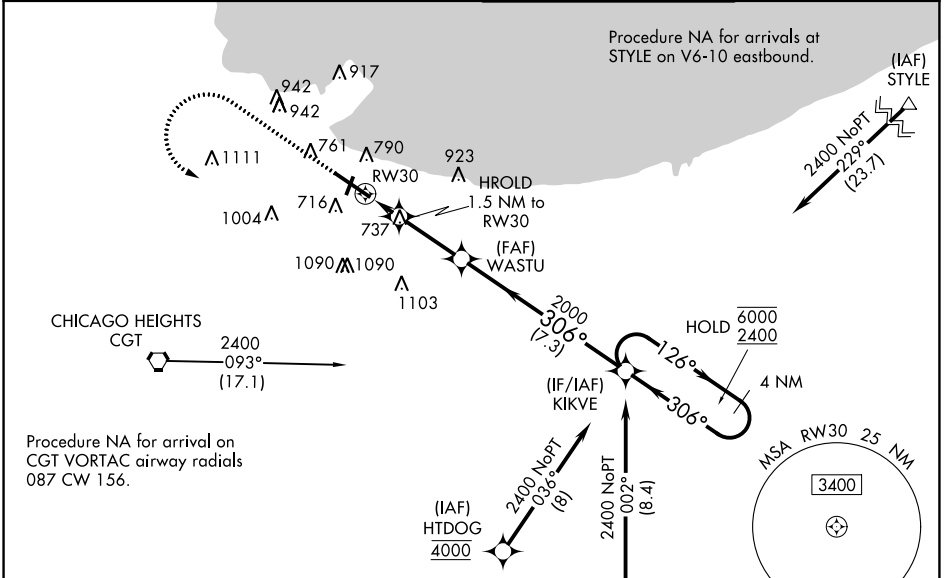 Procedure NA for arrivals at
STYLE on V6-10 eastbound.
(IAF)
STYLE
2400 NoPT
229°
(23.7)
917
942
942
761
790
1111
RW30
923
HROLD
1.5 NM to
RW30
716
1004
737
(FAF)
WASTU
1090
1090
1103
CHICAGO HEIGHTS
CGT
2400
093°
(17.1)
2000
306°
(7.3)
HOLD
6000
2400
126°
4 NM
306°
(IF/IAF)
KIKVE
Procedure NA for arrival on
CGT VORTAC airway radials
087 CW 156.
2400 NoPT
036°
(8)
2400 NoPT
002°
(8.4)
(IAF)
HTDOG
4000
MSA RW30 25 NM
3400